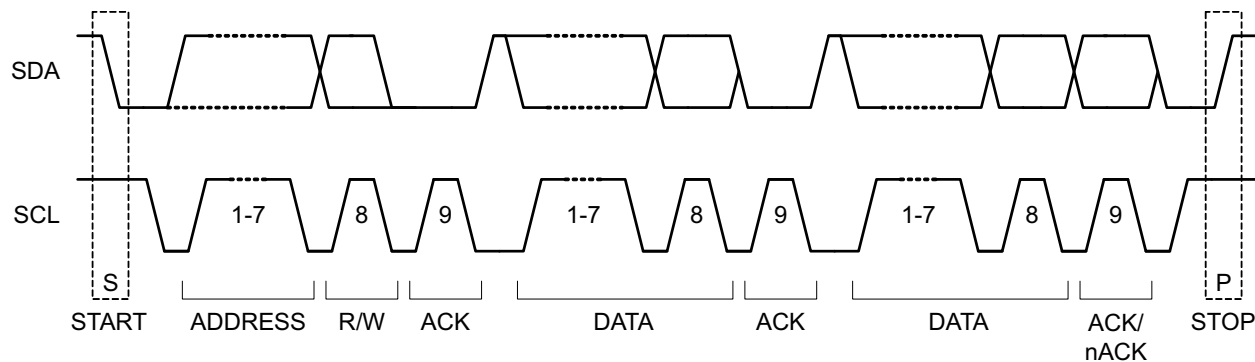 SDA
SCL
1-7 8 9 1-7 8 9 1-7 8 9
S P
START ADDRESS R/W ACK DATA ACK DATA ACK/ STOP
nACK